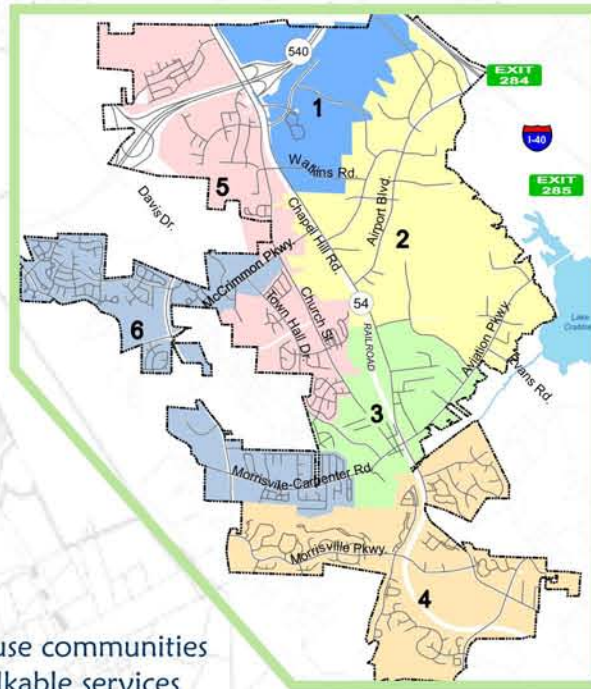 540
EXIT
284
1
I-40
Watkins Rd.
EXIT
285
5
Davis Dr.
Chapel Hill Rd.
Airport Blvd.
2
McCrimmon Pkwy.
6
Town Hall Dr.
Church St.
54
RAILROAD
Aviation Pkwy.
Evans Rd.
Lake
3
Morrisville-Carpenter Rd.
Morrisville Pkwy.
4
use communities
lkable services